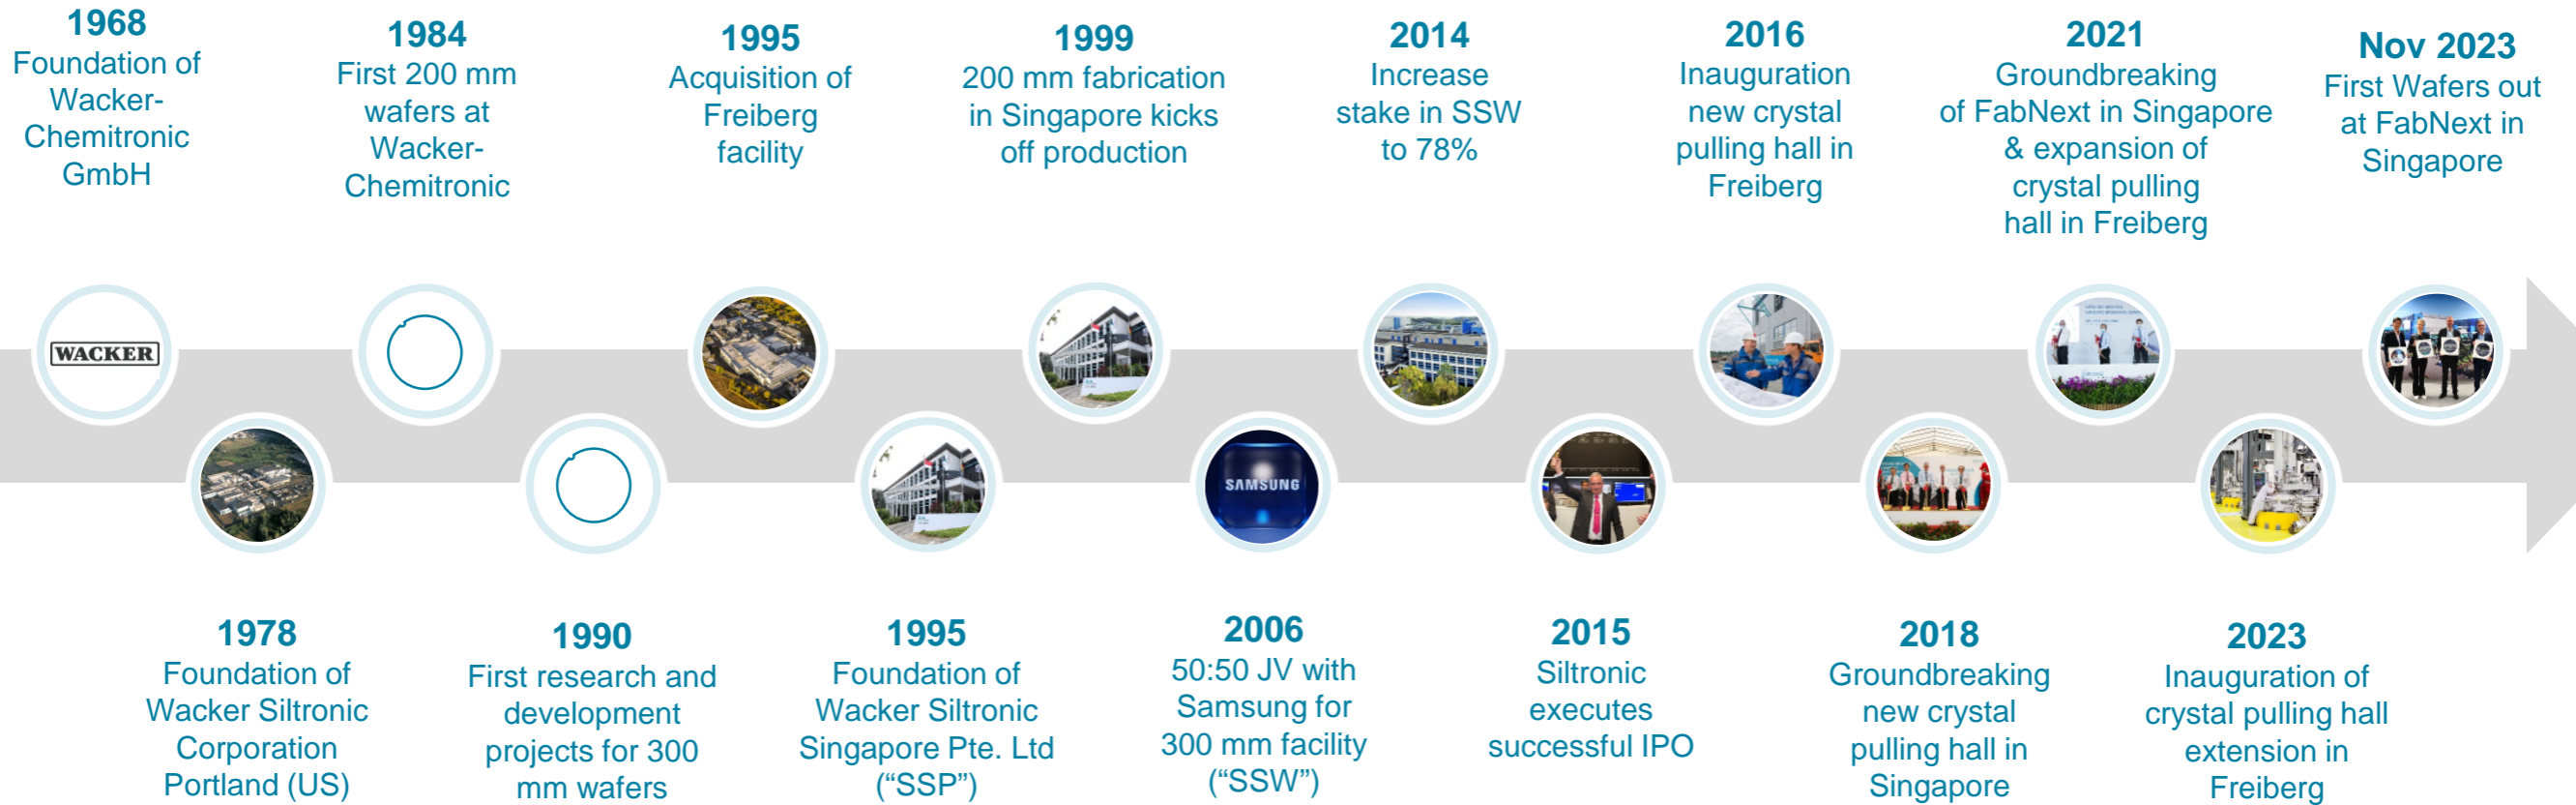 1968
Foundation of
Wacker-
Chemitronic
GmbH
1984
First 200 mm
wafers at
Wacker-
Chemitronic
1995
Acquisition of
Freiberg
facility
1999
200 mm fabrication
in Singapore kicks
off production
2014
Increase
stake in SSW
to 78%
2016
Inauguration
new crystal
pulling hall in
Freiberg
2021
Groundbreaking
of FabNext in Singapore
& expansion of
crystal pulling
hall in Freiberg
Nov 2023
First Wafers out
at FabNext in
Singapore
WACKER
SAMSUNG
1978
Foundation of
Wacker Siltronic
Corporation
Portland (US)
1990
First research and
development
projects for 300
mm wafers
1995
Foundation of
Wacker Siltronic
Singapore Pte. Ltd
(“SSP”)
2006
50:50 JV with
Samsung for
300 mm facility
(“SSW”)
2015
Siltronic
executes
successful IPO
2018
Groundbreaking
new crystal
pulling hall in
Singapore
2023
Inauguration of
crystal pulling hall
extension in
Freiberg